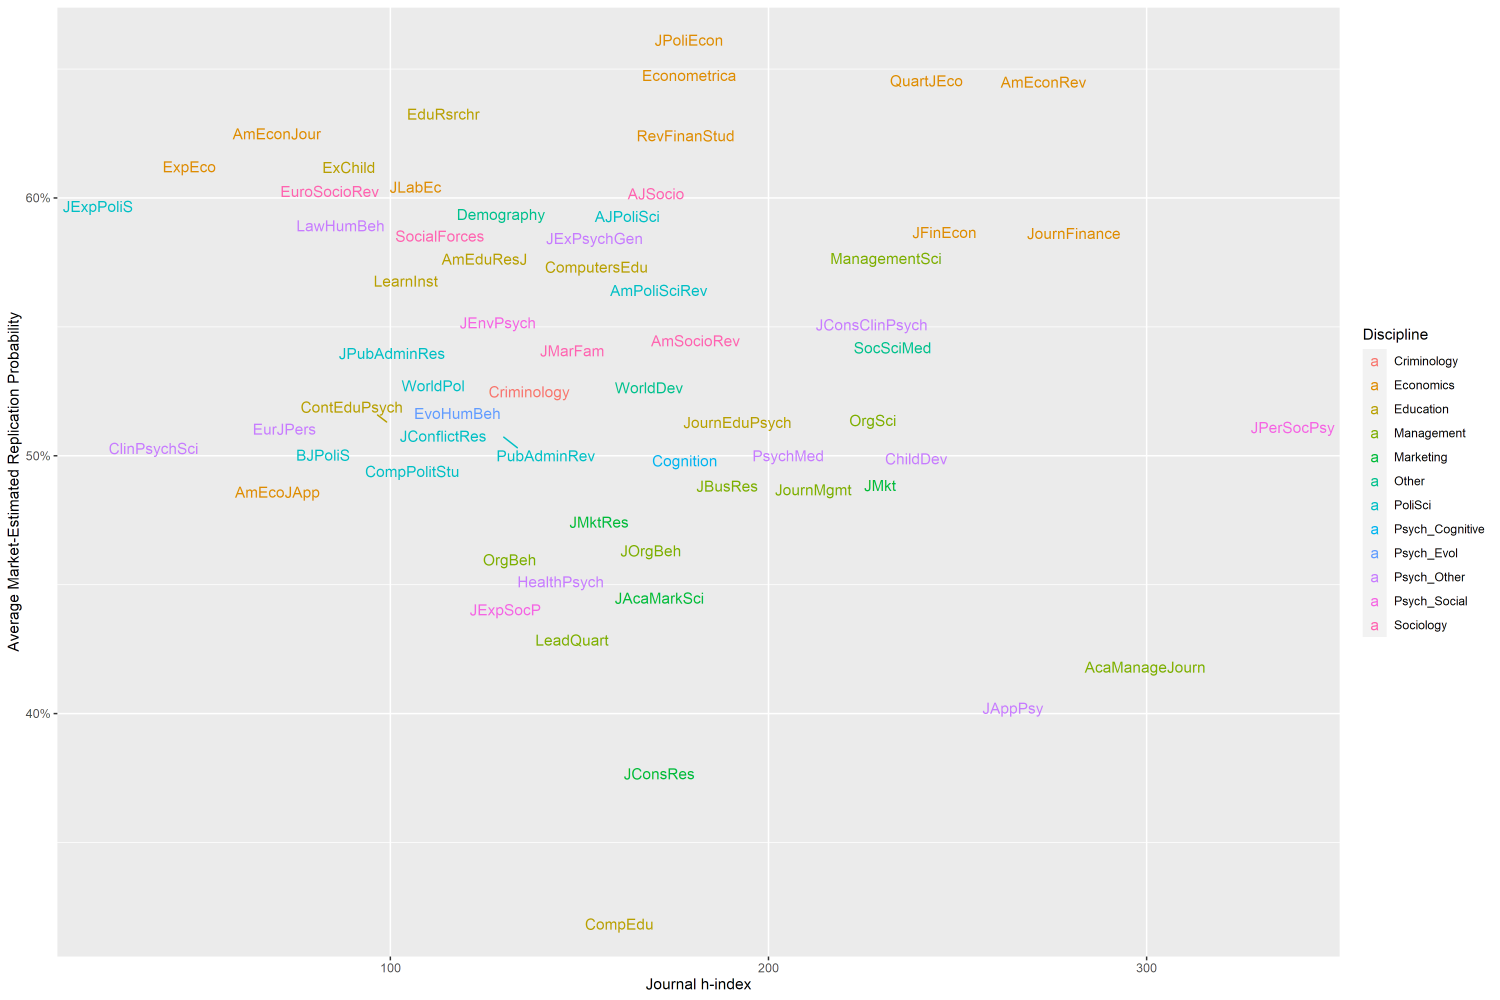 JPoliEcon
Econometrica
QuartJEco
AmEconRev
EduRsrchr
AmEconJour
RevFinanStud
ExpEco
ExChild
EuroSocioRev
JLabEc
AJSocio
60%
JExpPoliS
Demography
AJPoliSci
LawHumBeh
SocialForces
JExPsychGen
JFinEcon
JournFinance
AmEduResJ
ManagementSci
ComputersEdu
LearnInst
AmPoliSciRev
JEnvPsych
JConsClinPsych
AmSocioRev
JPubAdminRes
JMarFam
SocSciMed
WorldPol
Criminology
WorldDev
ContEduPsych
EvoHumBeh
JournEduPsych
OrgSci
EurJPers
JPerSocPsy
JConflictRes
ClinPsychSci
BJPoliS
PubAdminRev
50%
Cognition
PsychMed
ChildDev
CompPolitStu
AmEcoJApp
JBusRes
JournMgmt
JMkt
JMktRes
JOrgBeh
OrgBeh
HealthPsych
JAcaMarkSci
JExpSocP
LeadQuart
AcaManageJourn
JAppPsy
40%
JConsRes
CompEdu
100
200
300
Journal h-index
Average Market-Estimated Replication Probability
Discipline
a Criminology
a Economics
a Education
a Management
a Marketing
a Other
a PoliSci
a Psych_Cognitive
a Psych_Evol
a Psych_Other
a Psych_Social
a Sociology